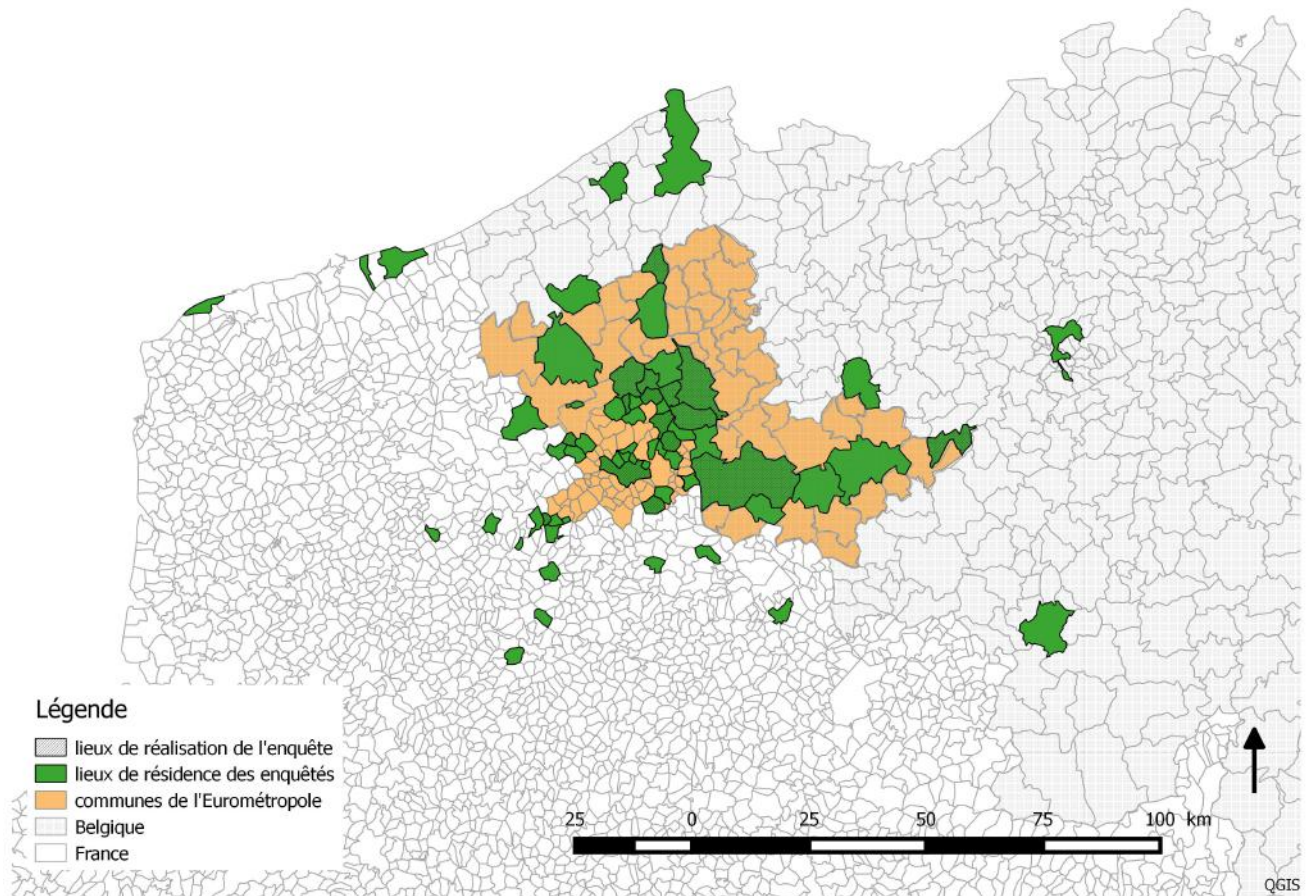 Légende
lieux de réalisation de l'enquête
lieux de résidence des enquêtés
communes de l'Eurométropole
Belgique
France
25 0 25 50 75 100 km
QGIS